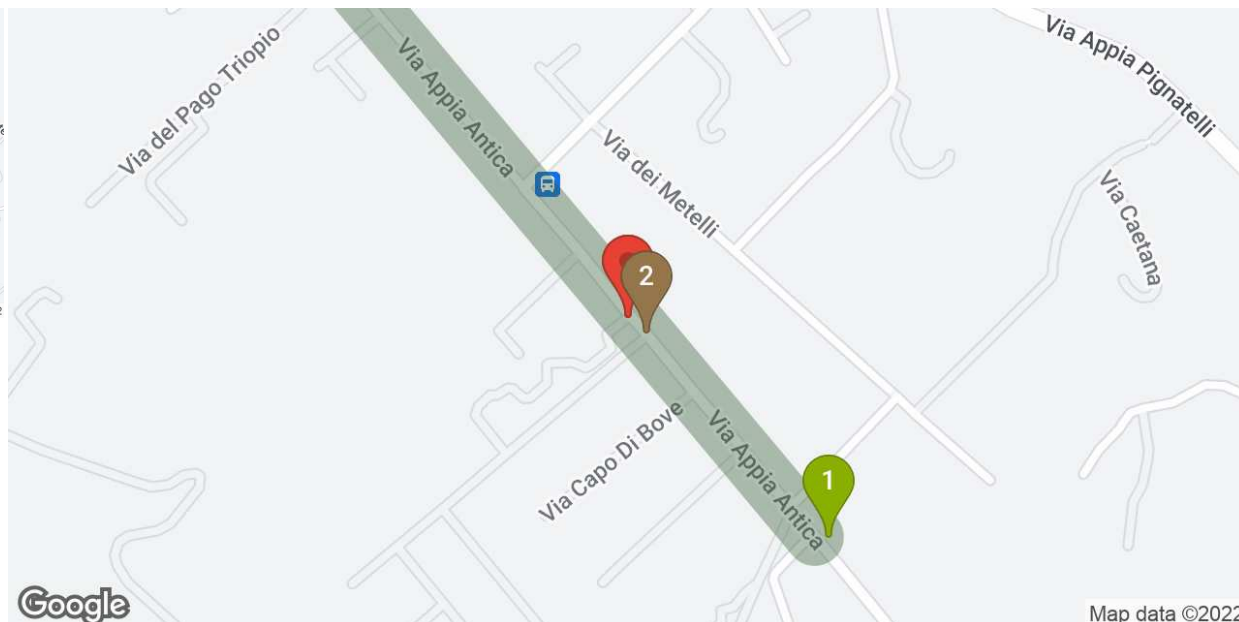 Via Appia Pignatelli
Via Appia Antica
Via del Pago Triopio
Via dei Metelli
Via Caetana
2
Via Capo Di Bove
Via Appia Antica
1
Google
Map data ©2022